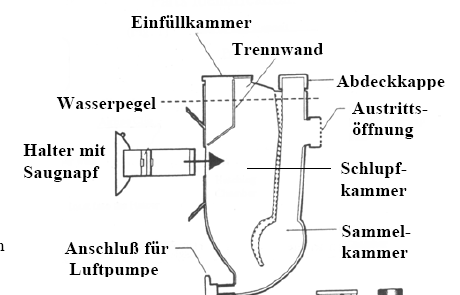 Einfüllkammer
Trennwand
Abdeckkappe
Wasserpegel
Austritts-
öffnung
Halter mit
Saugnapf
Schlupf-
kammer
Sammel-
kammer
n
Anschluß für
Luftpumpe